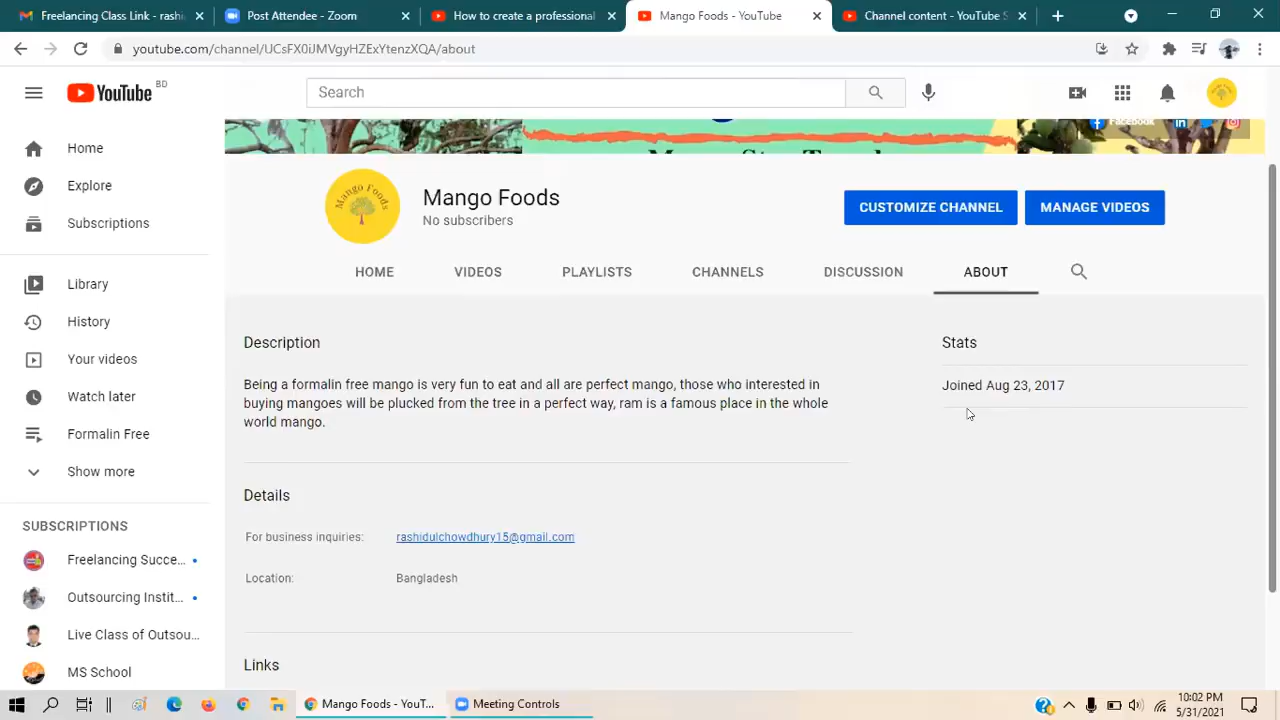 Freelancing Class Link - rashi
Post Attendee - Zoom
How to create a professional
Mango Foods - YouTube
Channel content - YouTube S
youtube.com/channel/UCsFX0iJMVgyHZExYtenzXQA/about
YouTube BD
Search
Home
Explore
Subscriptions
Library
History
Your videos
Watch later
Formalin Free
Show more
SUBSCRIPTIONS
Freelancing Succe...
Outsourcing Instit...
Live Class of Outsou...
MS School
Facebook
Mango Foods
Mango Foods
No subscribers
CUSTOMIZE CHANNEL
MANAGE VIDEOS
HOME
VIDEOS
PLAYLISTS
CHANNELS
DISCUSSION
ABOUT
Description
Being a formalin free mango is very fun to eat and all are perfect mango, those who interested in
buying mangoes will be plucked from the tree in a perfect way, ram is a famous place in the whole
world mango.
Stats
Joined Aug 23, 2017
Details
For business inquiries: rashidulchowdhury15@gmail.com
Location: Bangladesh
Links
Mango Foods - YouT...
Meeting Controls
10:02 PM
5/31/2021